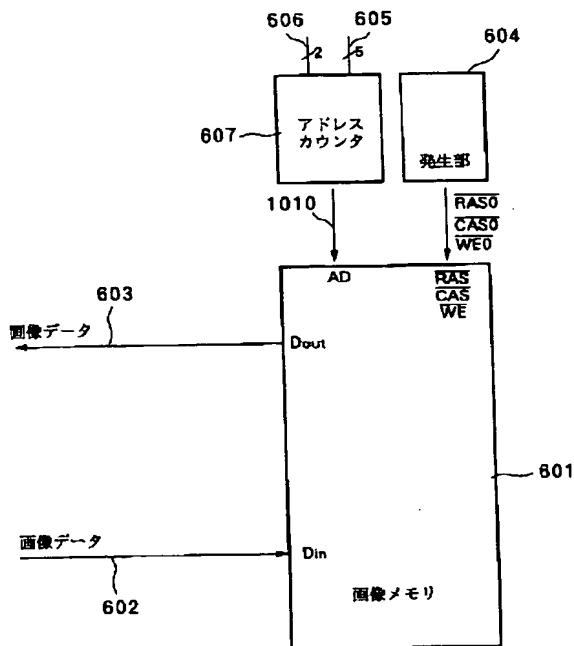 606
605
604
2
5
アドレス
カウンタ
607
発生部
1010
RAS0
CAS0
WE0
AD
RAS
CAS
WE
603
画像データ
Dout
601
画像データ
Din
602
画像メモリ